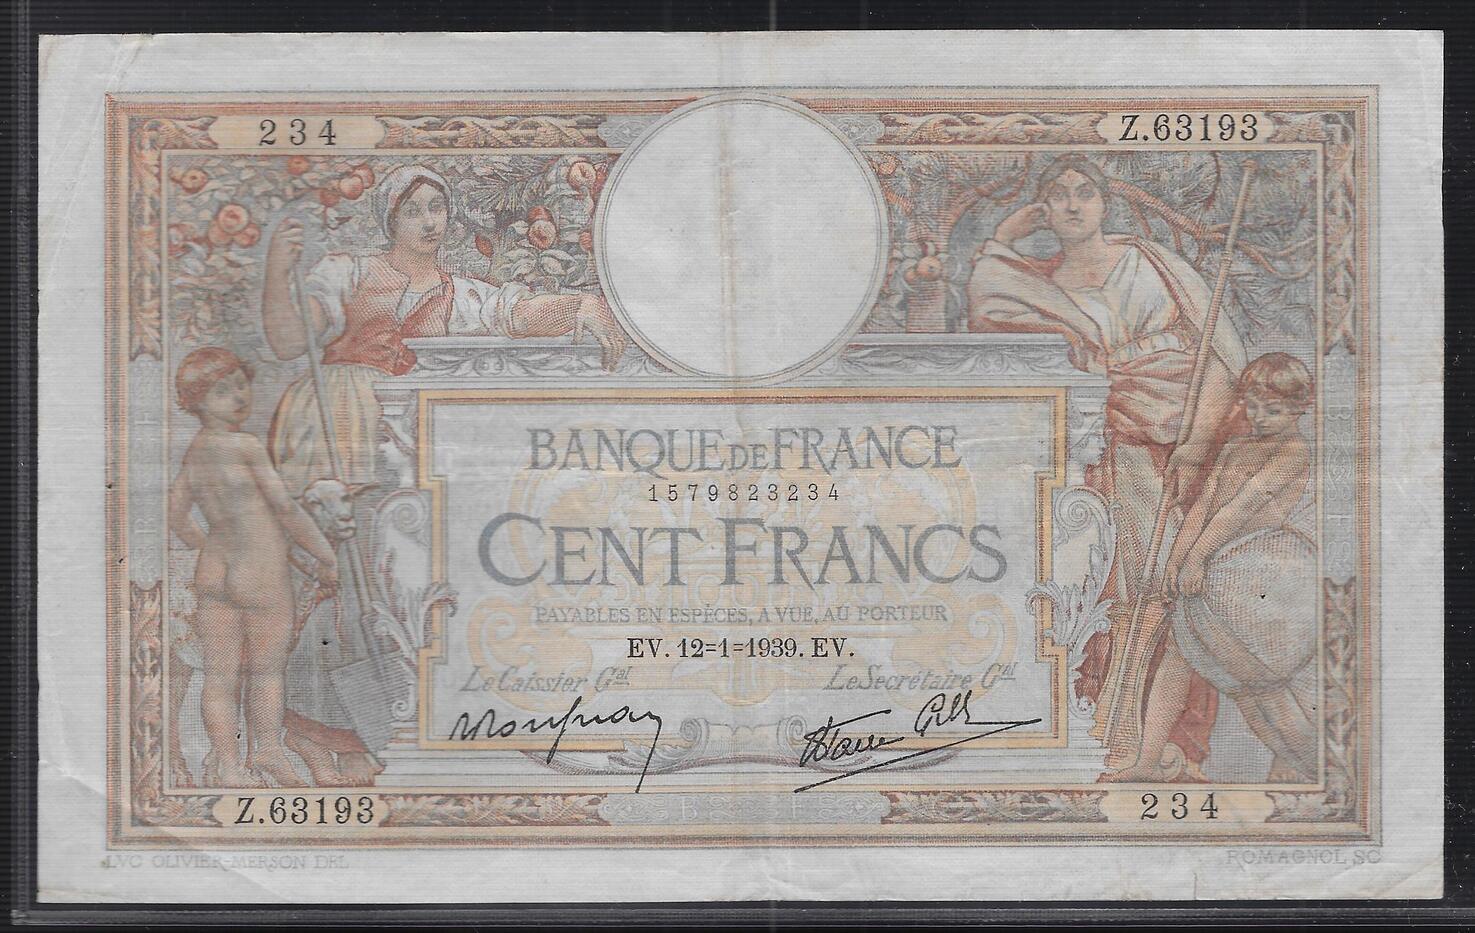 234
Z.63193
BANQUE DE FRANCE
1579823234
CENT FRANCS
PAYABLES EN ESPÈCES, A VUE, AU PORTEUR
EV. 12=1=1939. EV.
Le Caissier Gal
Le Secrétaire Gal
Z.63193
234
LVC OLIVIER-MERSON DEL
ROMAGNOL SC